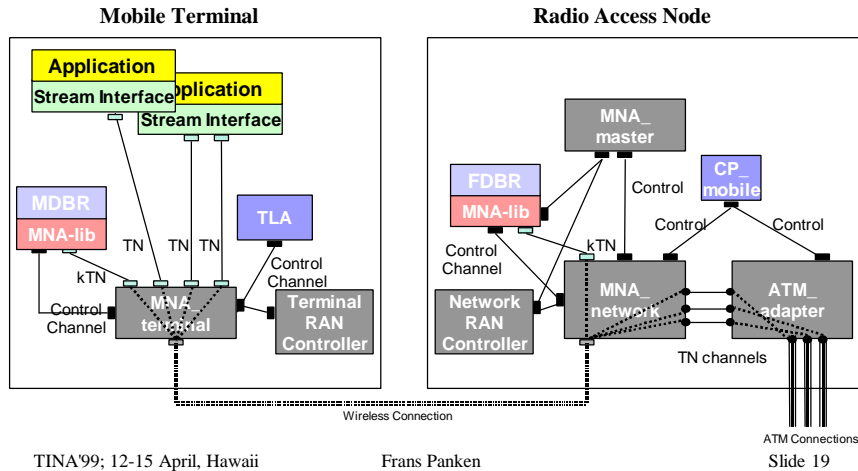 Mobile Terminal
Radio Access Node
Application
Stream Interface
pplication
Stream Interface
MDBR
MNA-lib
TLA
TN
TN
TN
kTN
Control
Channel
Control
Channel
MNA_
terminal
Terminal
RAN
Controller
MNA_
master
FDBR
MNA-lib
CP_
mobile
Control
Control
Control
Control
Channel
kTN
Network
RAN
Controller
MNA_
network
ATM_
adapter
TN channels
Wireless Connection
ATM Connections
TINA'99; 12-15 April, Hawaii
Frans Panken
Slide 19